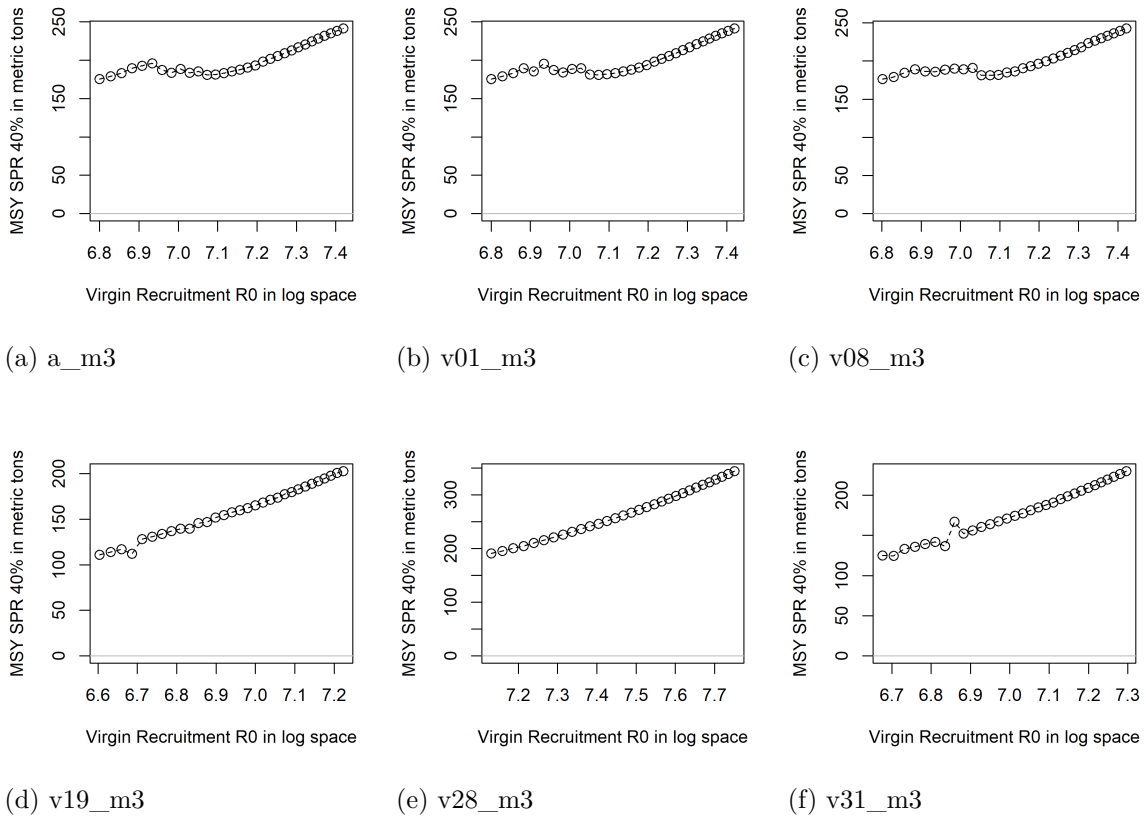 MSY SPR 40% in metric tons
0 50 150 250
6.8 6.9 7.0 7.1 7.2 7.3 7.4
Virgin Recruitment R0 in log space
(a) a_m3
MSY SPR 40% in metric tons
0 50 150 250
6.8 6.9 7.0 7.1 7.2 7.3 7.4
Virgin Recruitment R0 in log space
(b) v01_m3
MSY SPR 40% in metric tons
0 50 150 250
6.8 6.9 7.0 7.1 7.2 7.3 7.4
Virgin Recruitment R0 in log space
(c) v08_m3
MSY SPR 40% in metric tons
0 50 100 150 200
6.6 6.7 6.8 6.9 7.0 7.1 7.2
Virgin Recruitment R0 in log space
(d) v19_m3
MSY SPR 40% in metric tons
0 100 200 300
7.2 7.3 7.4 7.5 7.6 7.7
Virgin Recruitment R0 in log space
(e) v28_m3
MSY SPR 40% in metric tons
0 50 100 200
6.7 6.8 6.9 7.0 7.1 7.2 7.3
Virgin Recruitment R0 in log space
(f) v31_m3